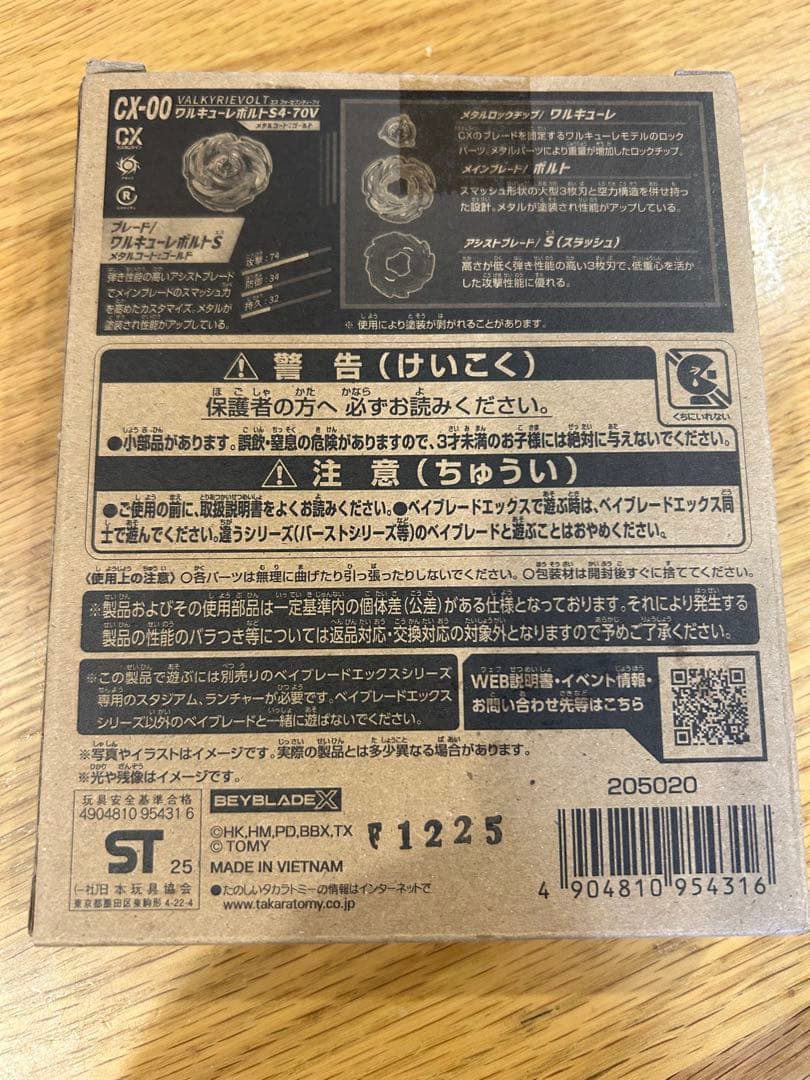 CX-00
VALKYRIEVOLT
ワルキューレボルトS4-70V
メタルコート:ゴールド
CX
ブレード/
ワルキューレボルトS
メタルコート:ゴールド
弾き性能の高いアシストブレード
でメインブレードのスマッシュ力
を高めたカスタマイズ。メタルが
塗装され性能がアップしている。
攻撃:74
防御:34
持久:32
メタルロックチップ/ ワルキューレ
CXのブレードを固定するワルキューレモデルのロック
パーツ。メタルパーツにより重量が増加したロックチップ。
メインブレード/ ボルト
スマッシュ形状の大型3枚刃と空力構造を併せ持っ
た設計。メタルが塗装され性能がアップしている。
アシストブレード/ S(スラッシュ)
高さが低く弾き性能の高い3枚刃で、低重心を活か
した攻撃性能に優れる。
※使用により塗装が剥がれることがあります。
⚠ 警告(けいこく)
保護者の方へ 必ずお読みください。
くちにいれない
●小部品があります。誤飲・窒息の危険がありますので、3才未満のお子様には絶対に与えないでください。
⚠ 注意(ちゅうい)
●ご使用の前に、取扱説明書をよくお読みください。●ベイブレードエックスで遊ぶ時は、ベイブレードエックス同
士で遊んでください。違うシリーズ(バーストシリーズ等)のベイブレードと遊ぶことはおやめください。
〈使用上の注意〉○各パーツは無理に曲げたり引っ張ったりしないでください。○包装材は開封後すぐに捨ててください。
※製品およびその使用部品は一定基準内の個体差(公差)がある仕様となっております。それにより発生する
製品の性能のバラつき等については返品対応・交換対応の対象外となりますので予めご了承ください。
※この製品で遊ぶには別売りのベイブレードエックスシリーズ
専用のスタジアム、ランチャーが必要です。ベイブレードエックス
シリーズ以外のベイブレードと一緒に遊ばないでください。
WEB説明書・イベント情報・
お問い合わせ先等はこちら
※写真やイラストはイメージです。実際の製品とは多少異なる場合があります。
※光や残像はイメージです。
205020
玩具安全基準合格
4904810 95431 6
ST 25
(一社)日本玩具協会
東京都墨田区東駒形 4-22-4
BEYBLADE X
©HK,HM,PD,BBX,TX
© TOMY
F1225
MADE IN VIETNAM
●たのしいタカラトミーの情報はインターネットで
www.takaratomy.co.jp
4 904810 954316